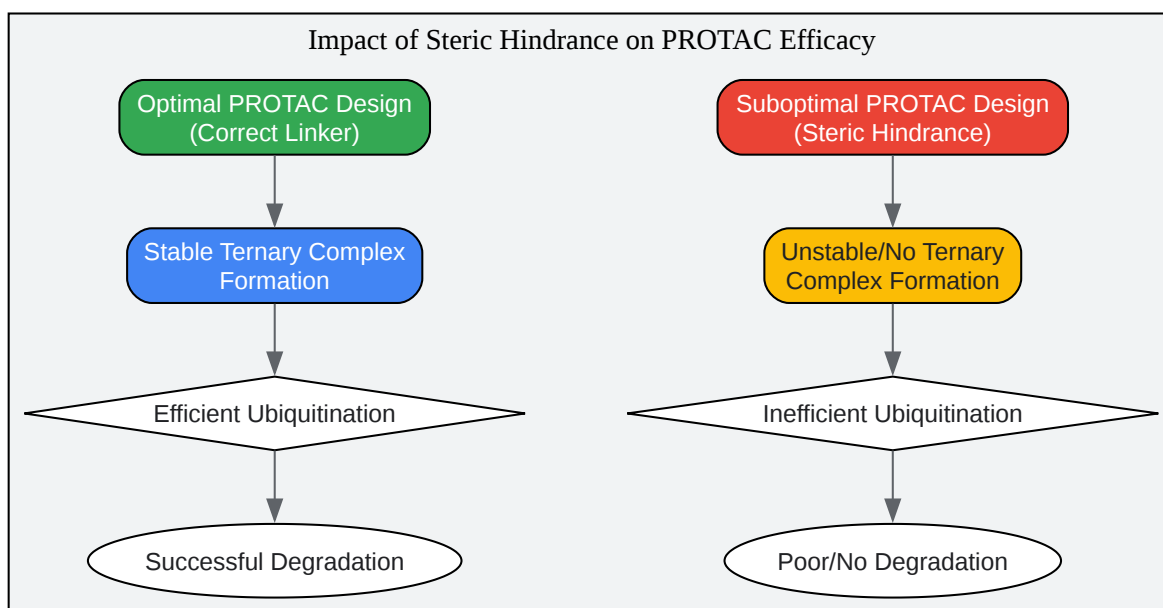 Impact of Steric Hindrance on PROTAC Efficacy
Optimal PROTAC Design
(Correct Linker)
Suboptimal PROTAC Design
(Steric Hindrance)
Stable Ternary Complex
Formation
Unstable/No Ternary
Complex Formation
Efficient Ubiquitination
Inefficient Ubiquitination
Successful Degradation
Poor/No Degradation